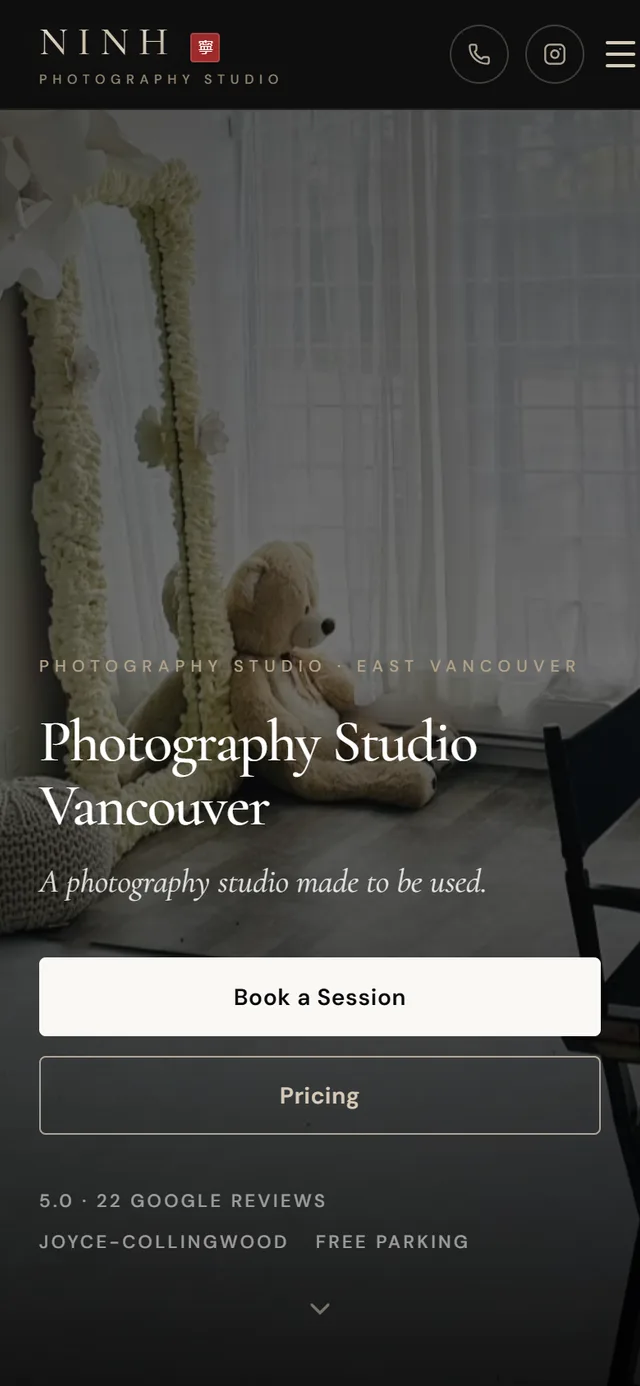 NINH 寧
PHOTOGRAPHY STUDIO
PHOTOGRAPHY STUDIO · EAST VANCOUVER
Photography Studio
Vancouver
A photography studio made to be used.
Book a Session
Pricing
5.0 · 22 GOOGLE REVIEWS
JOYCE–COLLINGWOOD FREE PARKING